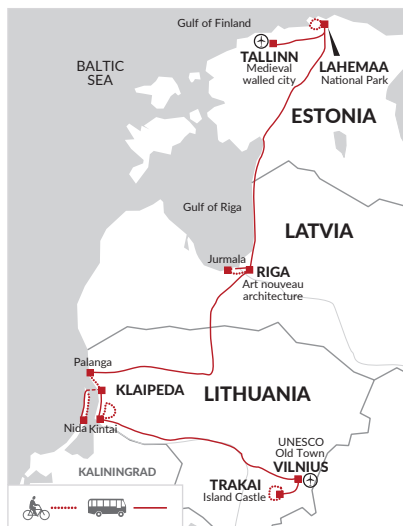 Gulf of Finland
TALLINN
Medieval
walled city
LAHEMAA
National Park
BALTIC
SEA
ESTONIA
Gulf of Riga
LATVIA
Jurmala
RIGA
Art nouveau
architecture
Palanga
KLAIPEDA
LITHUANIA
Nida
Kintai
UNESCO
Old Town
VILNIUS
KALININGRAD
TRAKAI
Island Castle